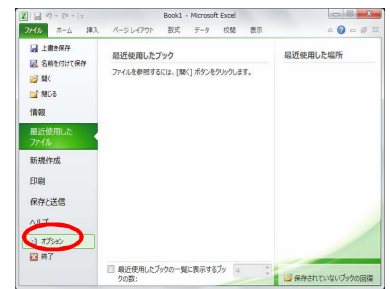 Book1 - Microsoft Excel
ファイル ホーム 挿入 ページ レイアウト 数式 データ 校閲 表示
上書き保存
名前を付けて保存
開く
閉じる
情報
最近使用した
ファイル
新規作成
印刷
保存と送信
ヘルプ
オプション
終了
最近使用したブック
ファイルを参照するには、[開く] ボタンをクリックします。
最近使用したブックの一覧に表示するブッ
クの数:
4
最近使用した場所
保存されていないブックの回復